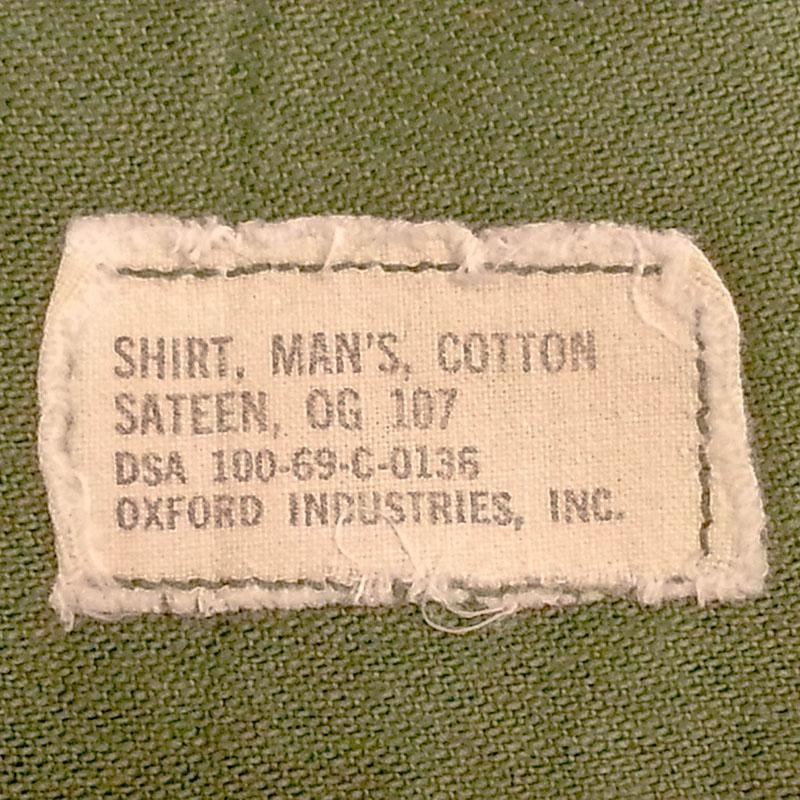 SHIRT, MAN'S, COTTON
SATEEN, OG 107
DSA 100-69-C-0136
OXFORD INDUSTRIES, INC.